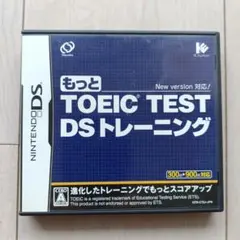 New version 対応!
もっと
TOEIC® TEST
DSトレーニング
300点~900点対応
進化したトレーニングでもっとスコアアップ
TOEIC is a registered trademark of Educational Testing Service (ETS).
This product is not endorsed or approved by ETS.
NINTENDO DS
CERO
A